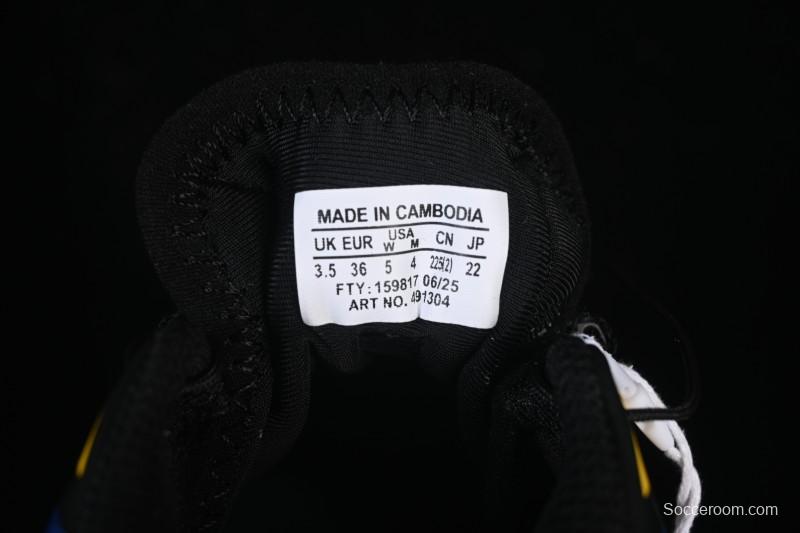 MADE IN CAMBODIA
UK EUR USA W M CN JP
3.5 36 5 4 225(2) 22
FTY: 159817 06/25
ART NO. 491304
Socceroom.com